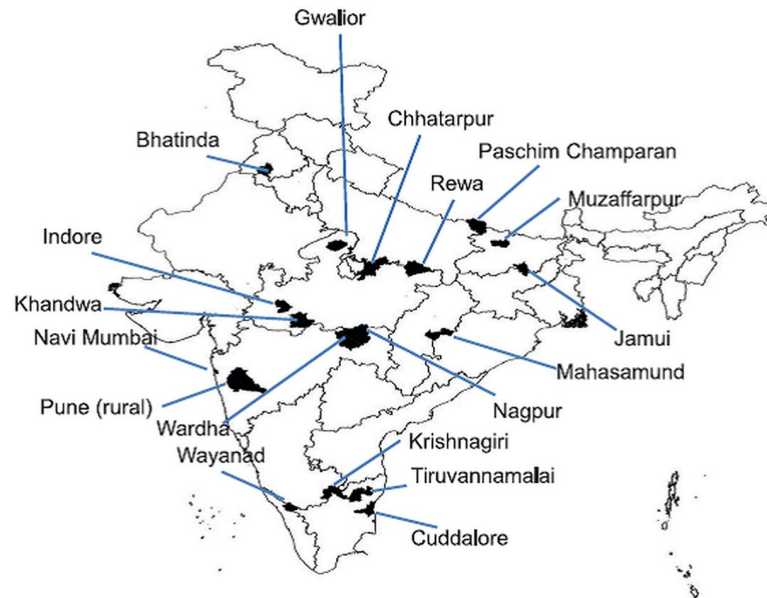 Gwalior
Chhatarpur
Bhatinda
Paschim Champaran
Rewa
Muzaffarpur
Indore
Khandwa
Navi Mumbai
Jamui
Mahasamund
Pune (rural)
Nagpur
Wardha
Krishnagiri
Wayanad
Tiruvannamalai
Cuddalore